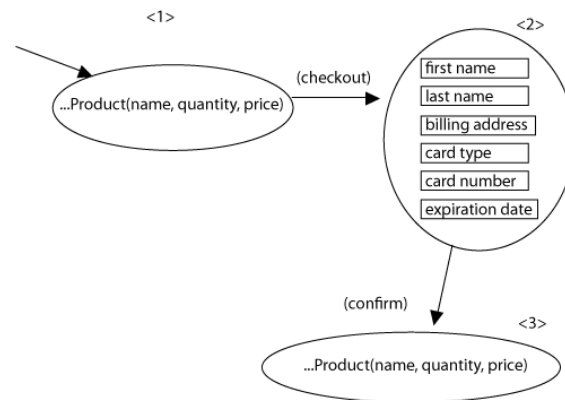 <1>
...Product(name, quantity, price)
(checkout)
<2>
first name
last name
billing address
card type
card number
expiration date
(confirm)
<3>
...Product(name, quantity, price)